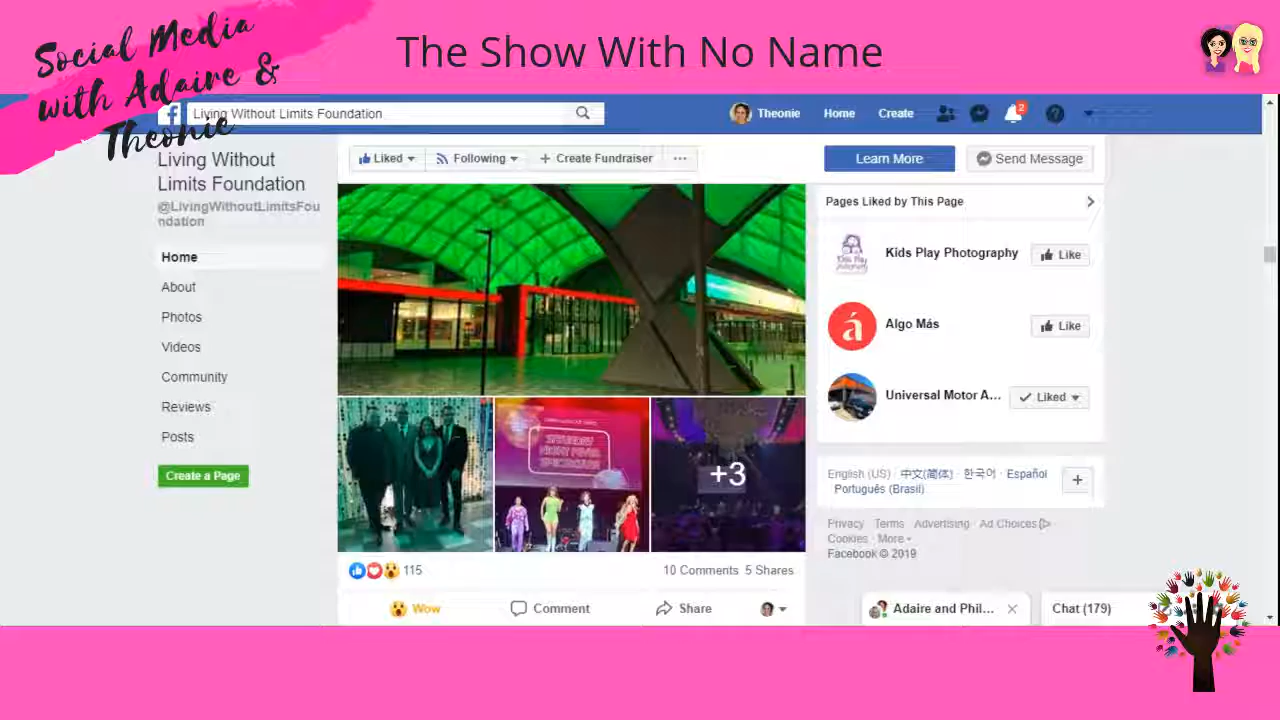 Social Media
with Adaire &
Theonie
The Show With No Name
Living Without Limits Foundation
Theonie
Home
Create
2
Living Without
Limits Foundation
@LivingWithoutLimitsFou
ndation
Home
About
Photos
Videos
Community
Reviews
Posts
Create a Page
Liked
Following
Create Fundraiser
Learn More
Send Message
SATURDAY
NIGHT FEVER
+3
115
10 Comments 5 Shares
Wow
Comment
Share
Pages Liked by This Page
Kids Play Photography
Like
Algo Más
Like
Universal Motor A...
Liked
English (US) · 中文(简体) · 한국어 · Español
· Português (Brasil)
Privacy · Terms · Advertising · Ad Choices
Cookies · More
Facebook © 2019
Adaire and Phil...
Chat (179)